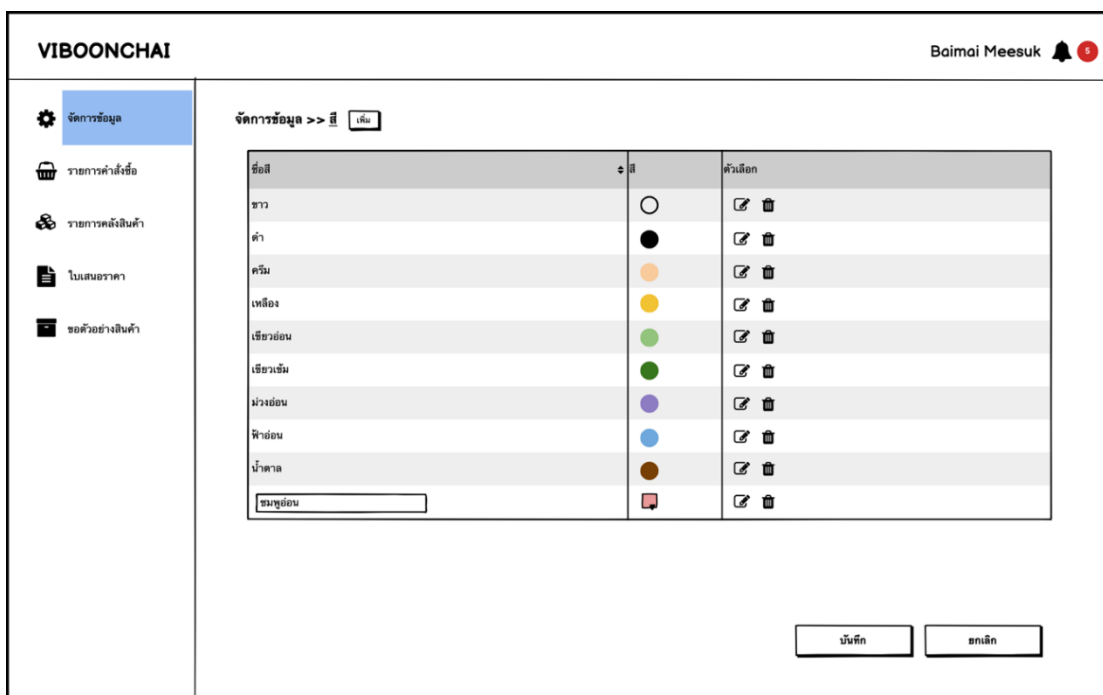 VIBOONCHAI
Baimai Meesuk 5
จัดการข้อมูล
รายการคำสั่งซื้อ
รายการคลังสินค้า
ใบเสนอราคา
ขอตัวอย่างสินค้า
จัดการข้อมูล >> สี เพิ่ม
ชื่อสี สี ตัวเลือก
ขาว
ดำ
ครีม
เหลือง
เขียวอ่อน
เขียวเข้ม
ม่วงอ่อน
ฟ้าอ่อน
น้ำตาล
ชมพูอ่อน
บันทึก ยกเลิก